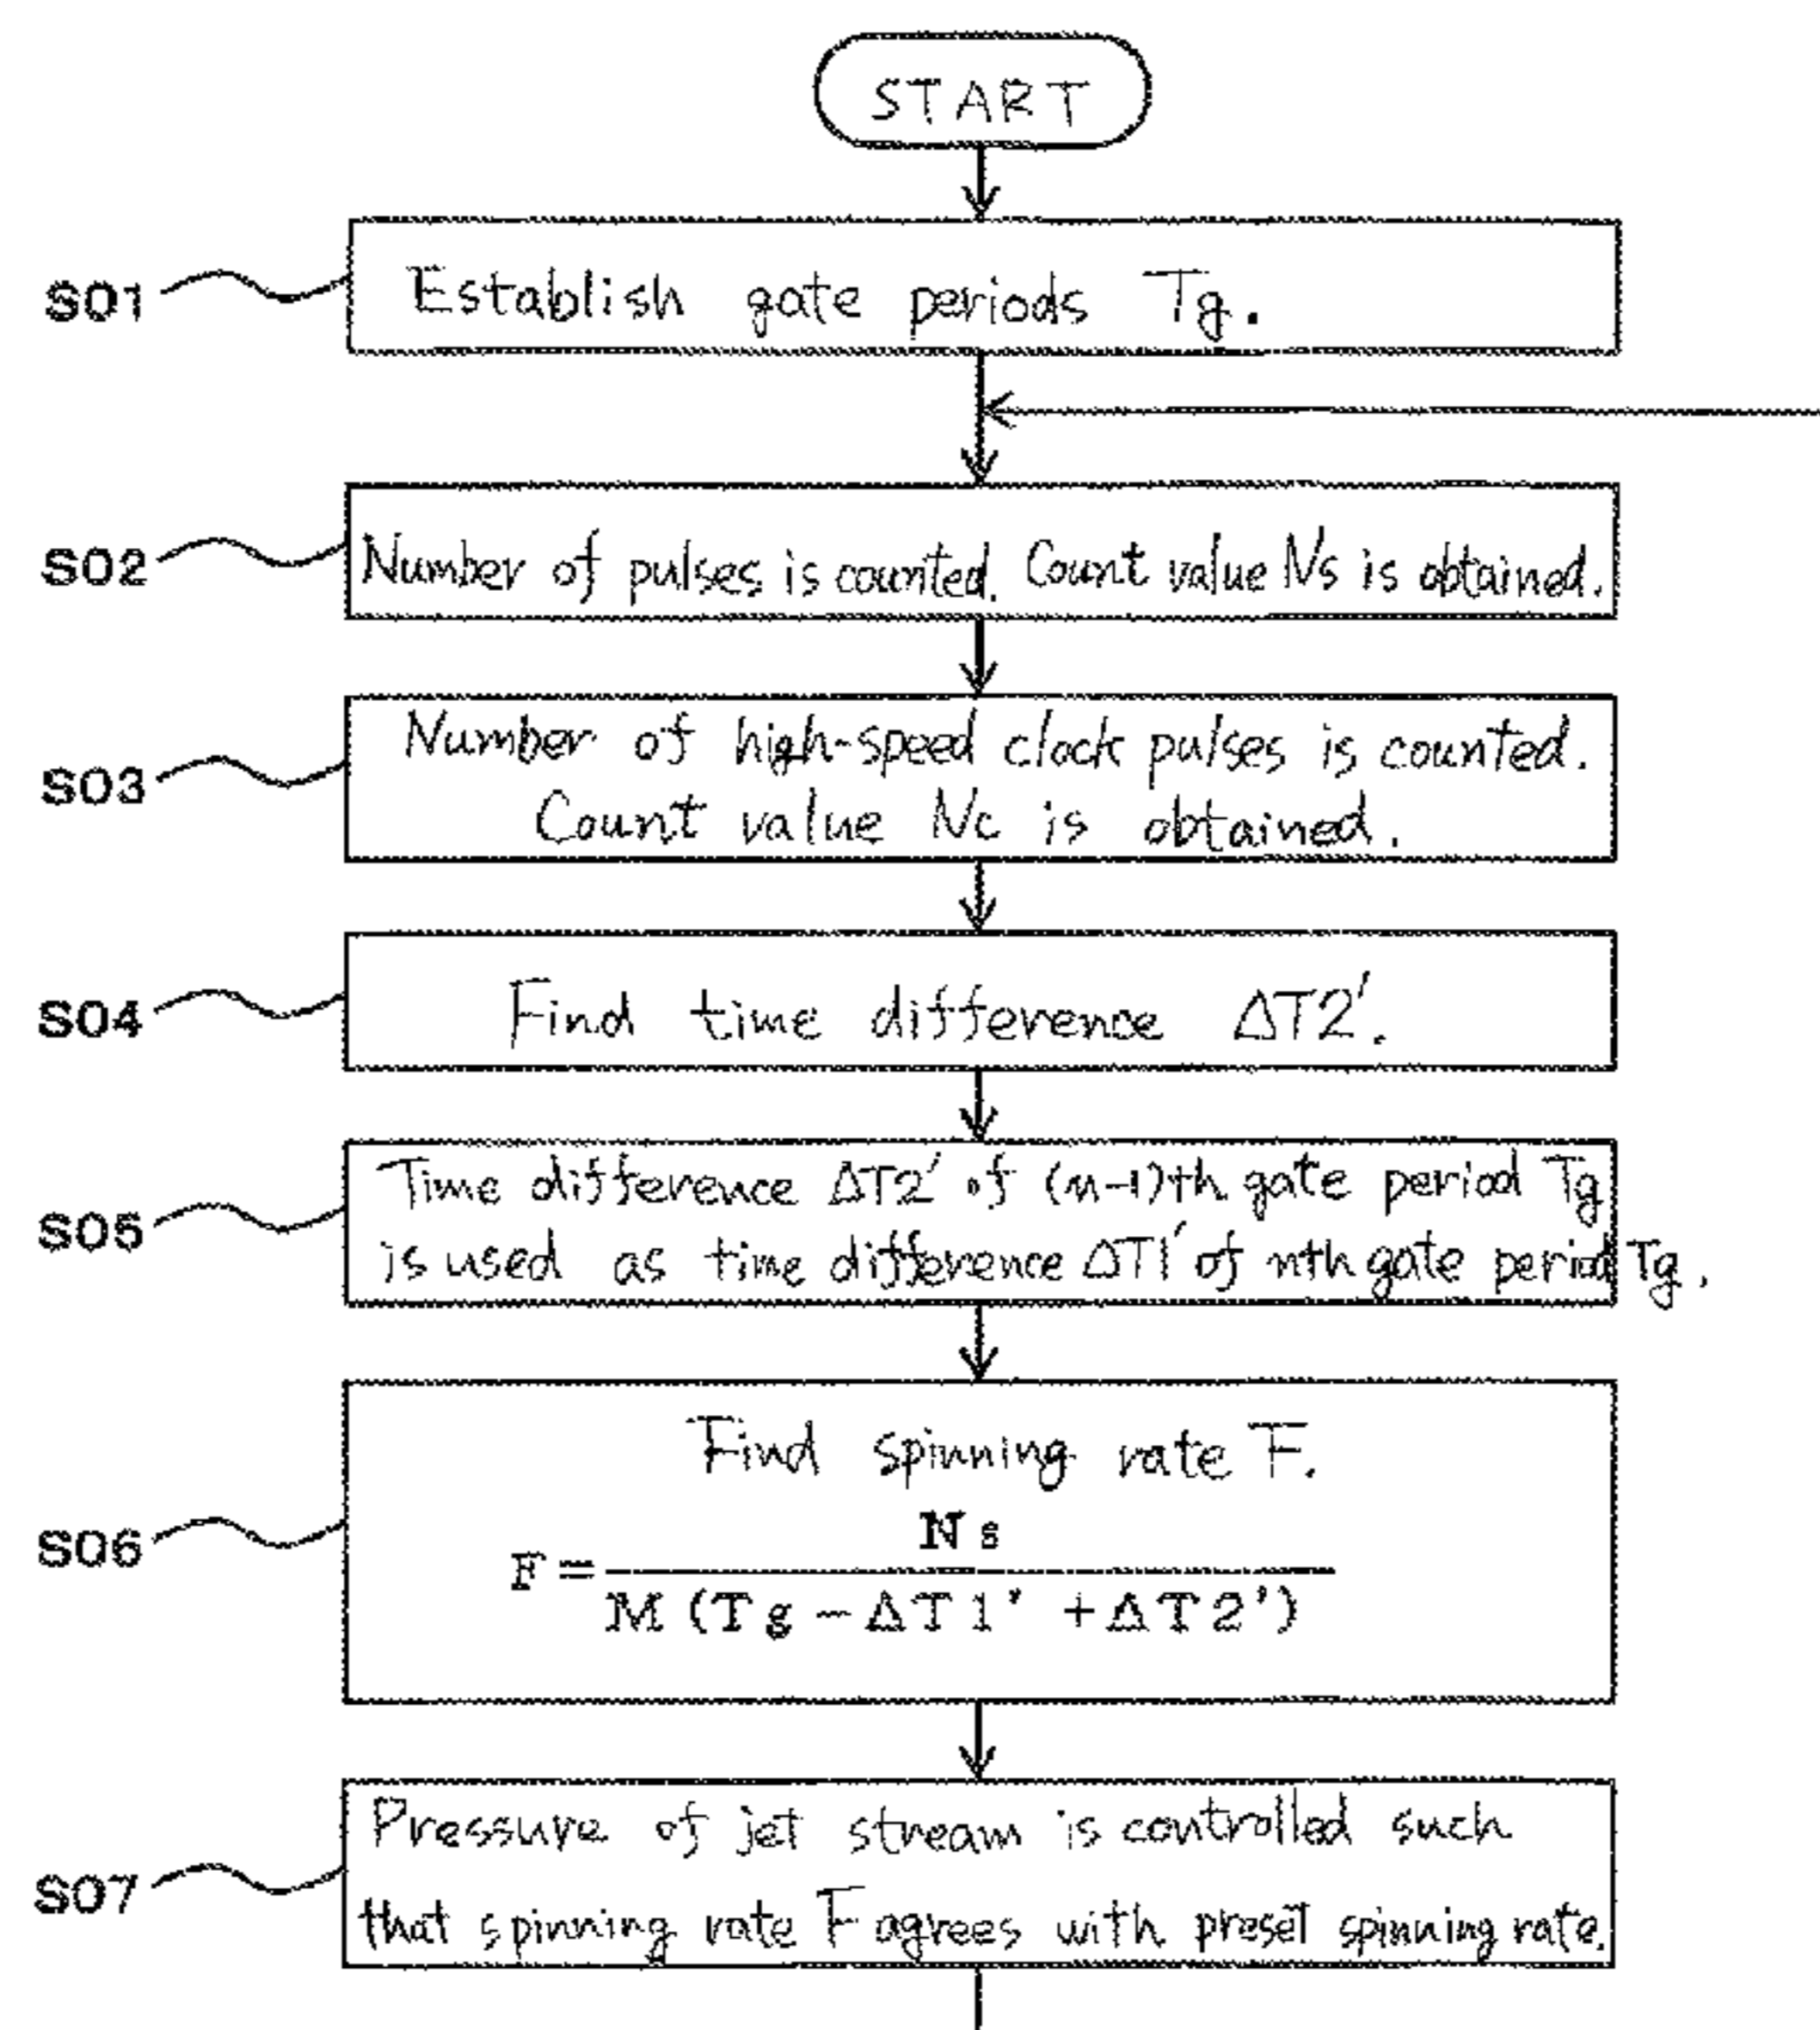 START
S01
Establish gate periods Tg.
S02
Number of pulses is counted. Count value Ns is obtained.
S03
Number of high-speed clock pulses is counted.
Count value Nc is obtained.
S04
Find time difference ΔT2'.
S05
Time difference ΔT2' of (n-1)th gate period Tg
is used as time difference ΔT1' of nth gate period Tg.
S06
Find spinning rate F.
Ns
F=
M (Tg-ΔT1' +ΔT2')
S07
Pressure of jet stream is controlled such
that spinning rate F agrees with preset spinning rate.